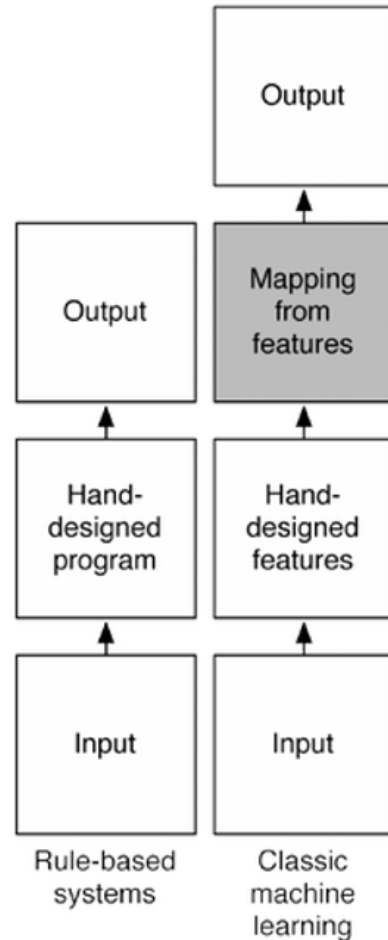 Output
Mapping
from
features
Output
Hand-
designed
program
Hand-
designed
features
Input
Input
Rule-based
systems
Classic
machine
learning